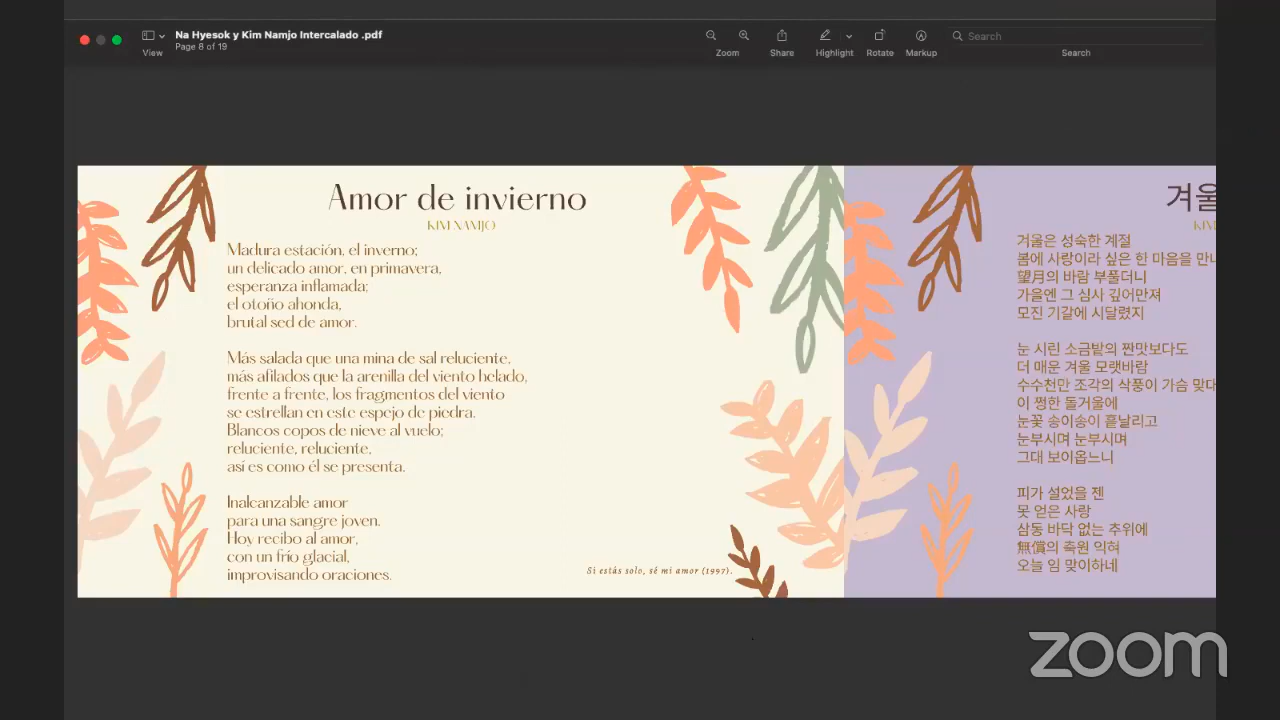 Na Hyesok y Kim Namjo Intercalado .pdf
Page 8 of 19
View
Zoom
Share
Highlight
Rotate
Markup
Search
Search
Amor de invierno
KIM NAMJO
Madura estación, el inverno;
un delicado amor, en primavera,
esperanza inflamada;
el otoño ahonda,
brutal sed de amor.
Más salada que una mina de sal reluciente,
más afilados que la arenilla del viento helado,
frente a frente, los fragmentos del viento
se estrellan en este espejo de piedra.
Blancos copos de nieve al vuelo;
reluciente, reluciente,
así es como él se presenta.
Inalcanzable amor
para una sangre joven.
Hoy recibo al amor,
con un frío glacial,
improvisando oraciones.
Si estás solo, sé mi amor (1997).
겨울
KIM
겨울은 성숙한 계절
봄에 사랑이라 싶은 한 마음을 만나
望月의 바람 부풀더니
가을엔 그 심사 깊어만져
모진 기갈에 시달렸지
눈 시린 소금밭의 짠맛보다도
더 매운 겨울 모랫바람
수수천만 조각의 삭풍이 가슴 맞대
이 쩡한 돌거울에
눈꽃 송이송이 흩날리고
눈부시며 눈부시며
그대 보이옵느니
피가 설었을 젠
못 얻은 사랑
삼동 바닥 없는 추위에
無償의 축원 익혀
오늘 임 맞이하네
zoom